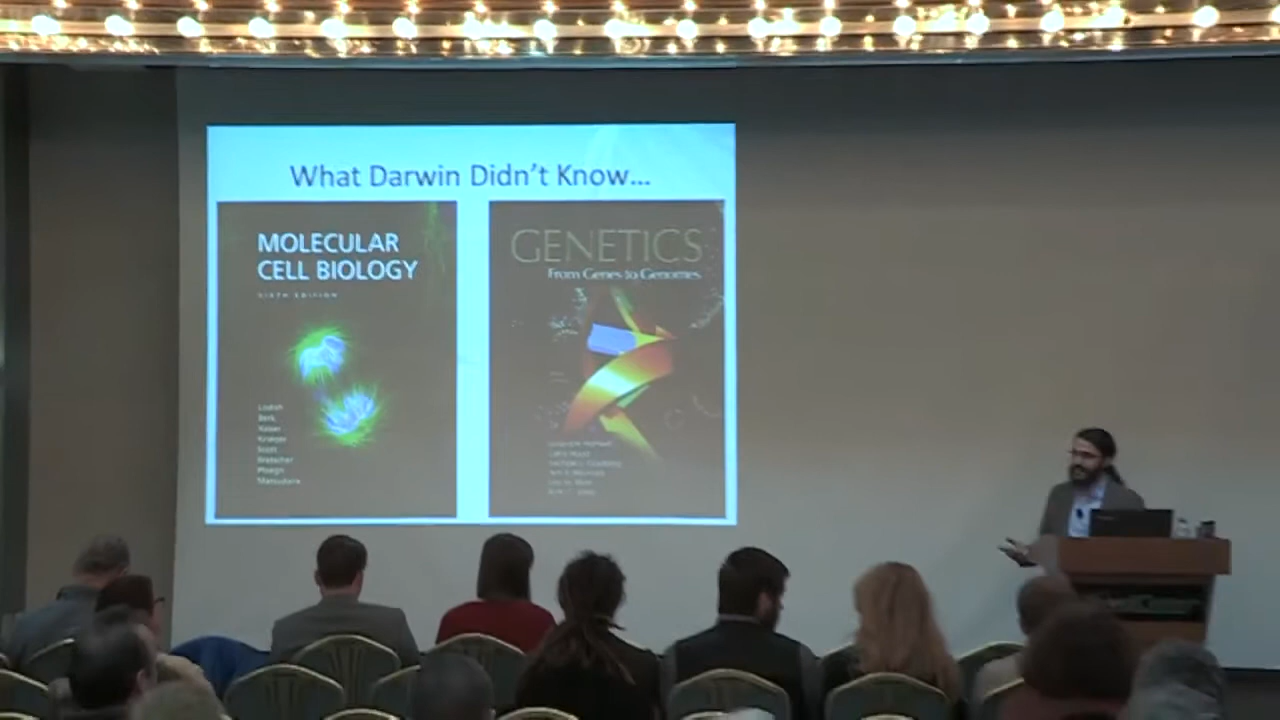 What Darwin Didn't Know...
MOLECULAR
CELL BIOLOGY
SIXTH EDITION
Lodish
Berk
Kaiser
Krieger
Scott
Bretscher
Ploegh
Matsudaira
GENETICS
From Genes to Genomes